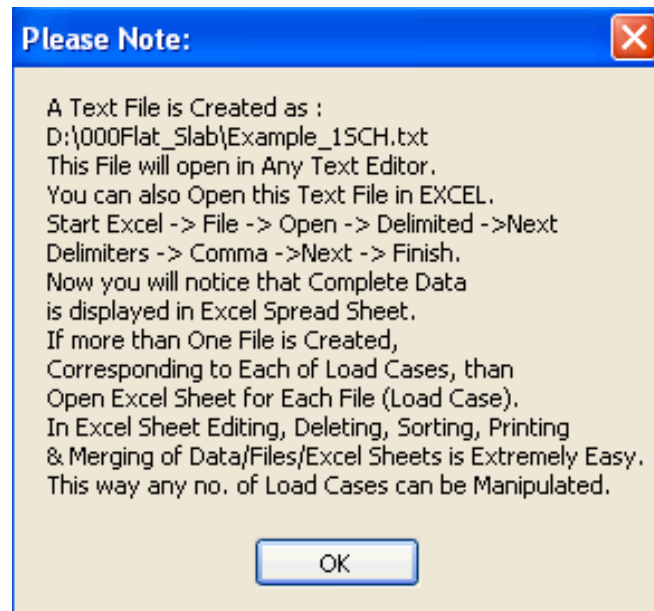 Please Note:
A Text File is Created as :
D:\000Flat_Slab\Example_1SCH.txt
This File will open in Any Text Editor.
You can also Open this Text File in EXCEL.
Start Excel -> File -> Open -> Delimited ->Next
Delimiters -> Comma ->Next -> Finish.
Now you will notice that Complete Data
is displayed in Excel Spread Sheet.
If more than One File is Created,
Corresponding to Each of Load Cases, than
Open Excel Sheet for Each File (Load Case).
In Excel Sheet Editing, Deleting, Sorting, Printing
& Merging of Data/Files/Excel Sheets is Extremely Easy.
This way any no. of Load Cases can be Manipulated.
OK